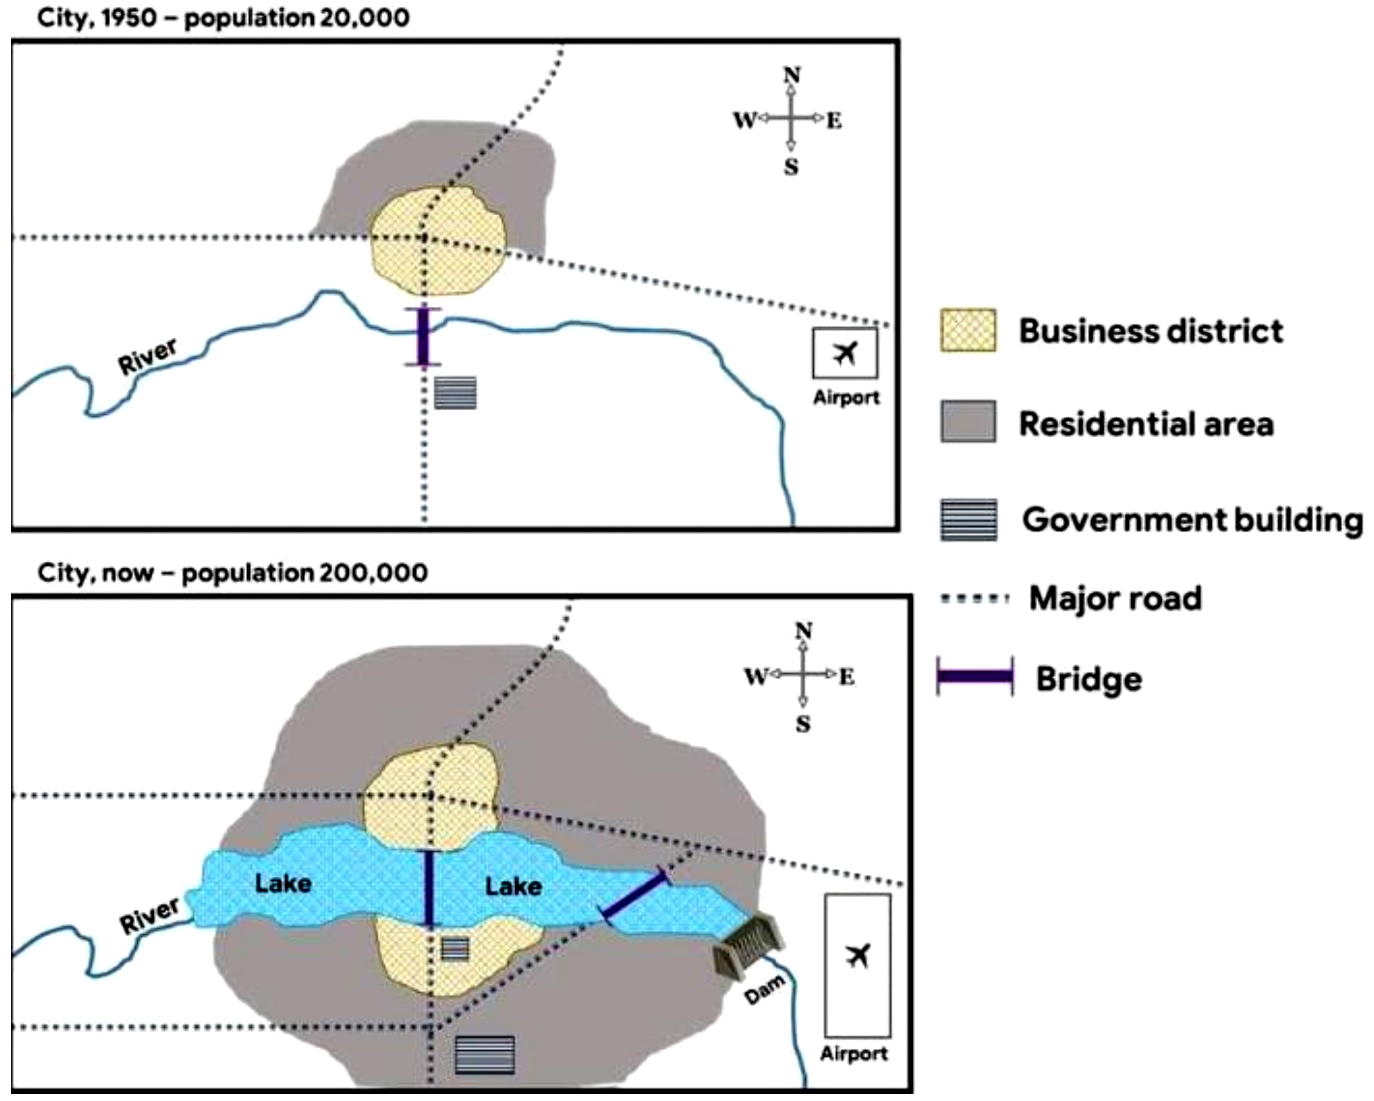 City, 1950 – population 20,000
N
W E
S
River
Airport
Business district
Residential area
Government building
Major road
Bridge
City, now – population 200,000
N
W E
S
Lake
Lake
River
Dam
Airport